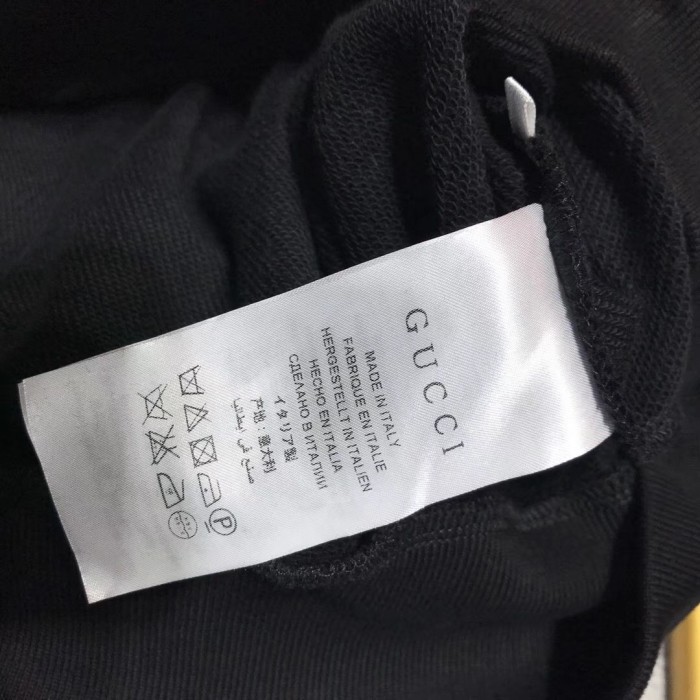 GUCCI
MADE IN ITALY
FABRIQUE EN ITALIE
HERGESTELLT IN ITALIEN
HECHO EN ITALIA
СДЕЛАНО В ИТАЛИИ
イタリア製
产地：意大利
صنع في إيطاليا
P